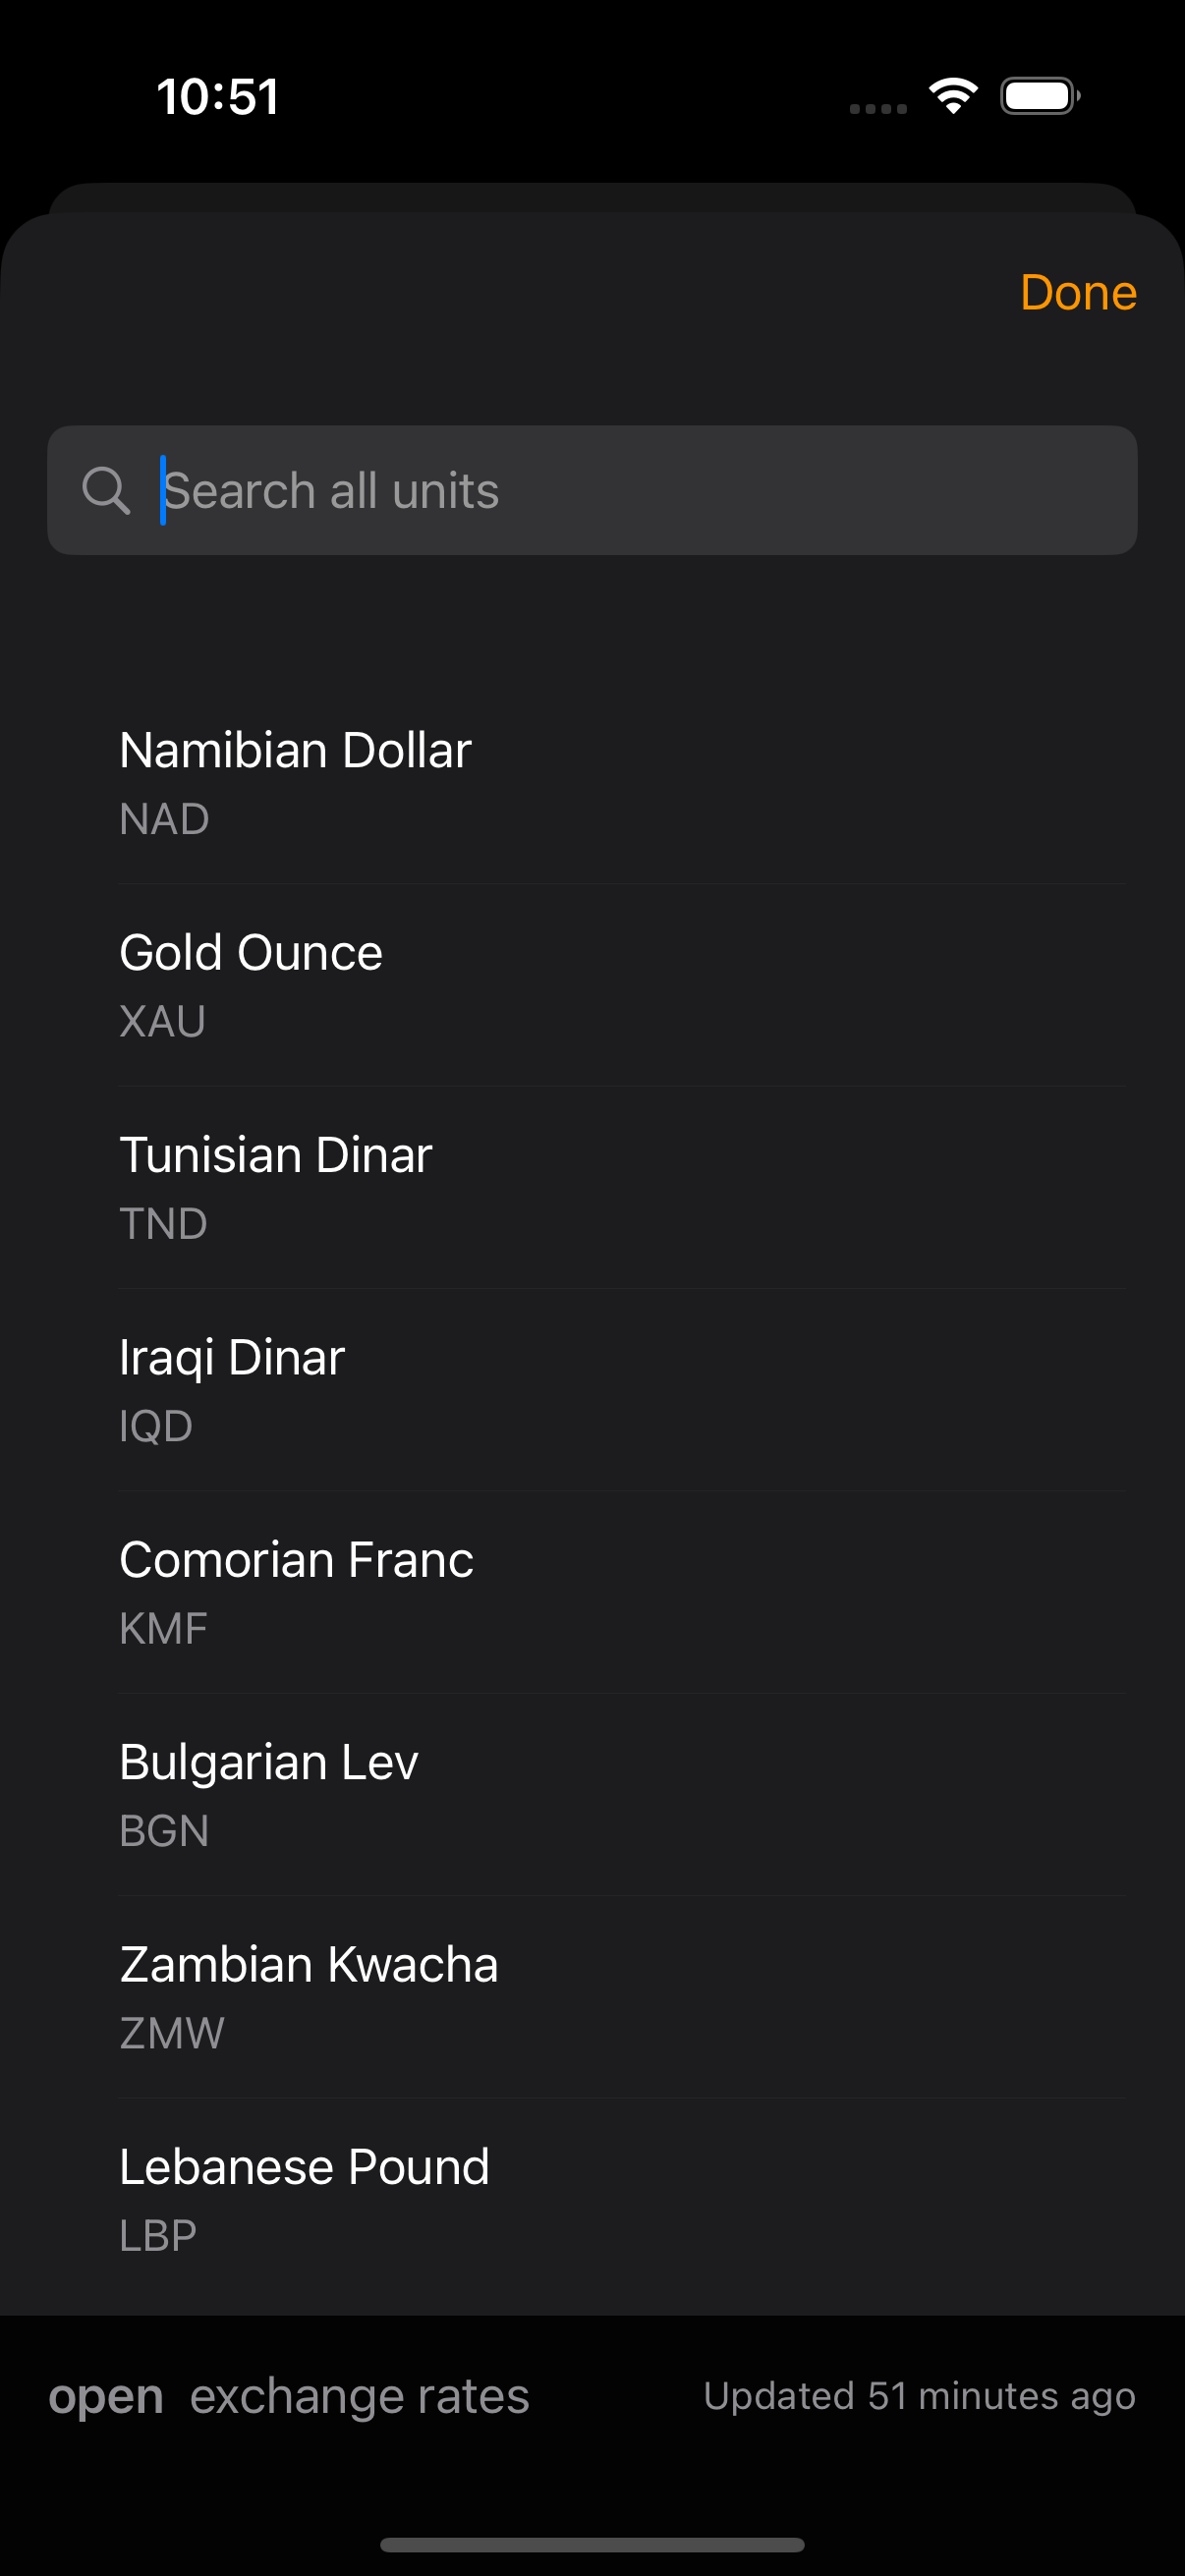 10:51
Done
Search all units
Namibian Dollar
NAD
Gold Ounce
XAU
Tunisian Dinar
TND
Iraqi Dinar
IQD
Comorian Franc
KMF
Bulgarian Lev
BGN
Zambian Kwacha
ZMW
Lebanese Pound
LBP
open exchange rates Updated 51 minutes ago